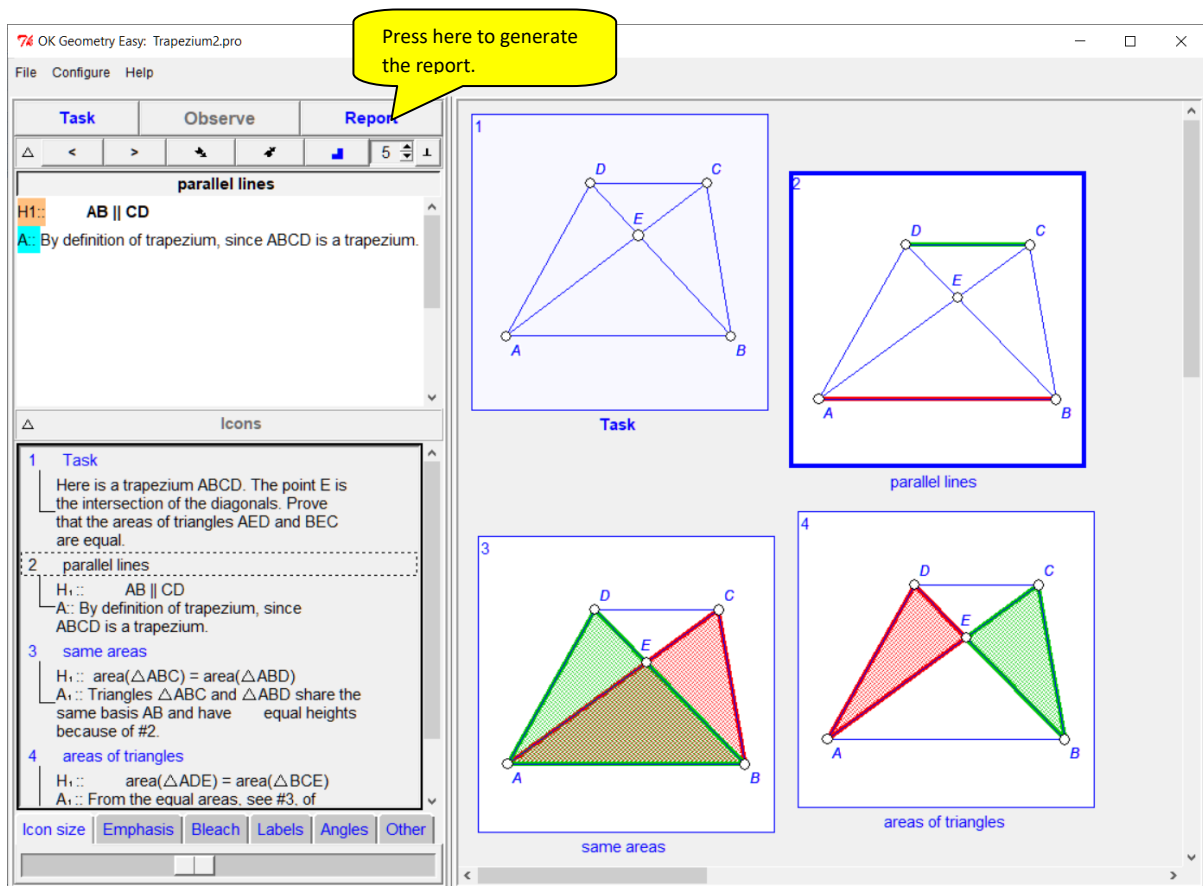 Press here to generate
the report.
OK Geometry Easy: Trapezium2.pro
File Configure Help
Task Observe Report
△ < > 5
parallel lines
H1:: AB || CD
A:: By definition of trapezium, since ABCD is a trapezium.
△ Icons
1 Task
Here is a trapezium ABCD. The point E is
the intersection of the diagonals. Prove
that the areas of triangles AED and BEC
are equal.
2 parallel lines
H₁:: AB || CD
A:: By definition of trapezium, since
ABCD is a trapezium.
3 same areas
H₁:: area(△ABC) = area(△ABD)
A₁:: Triangles △ABC and △ABD share the
same basis AB and have equal heights
because of #2.
4 areas of triangles
H₁:: area(△ADE) = area(△BCE)
A₁:: From the equal areas, see #3, of
Icon size Emphasis Bleach Labels Angles Other
1
D C
E
A B
Task
2
D C
E
A B
parallel lines
3
D C
E
A B
same areas
4
D C
E
A B
areas of triangles